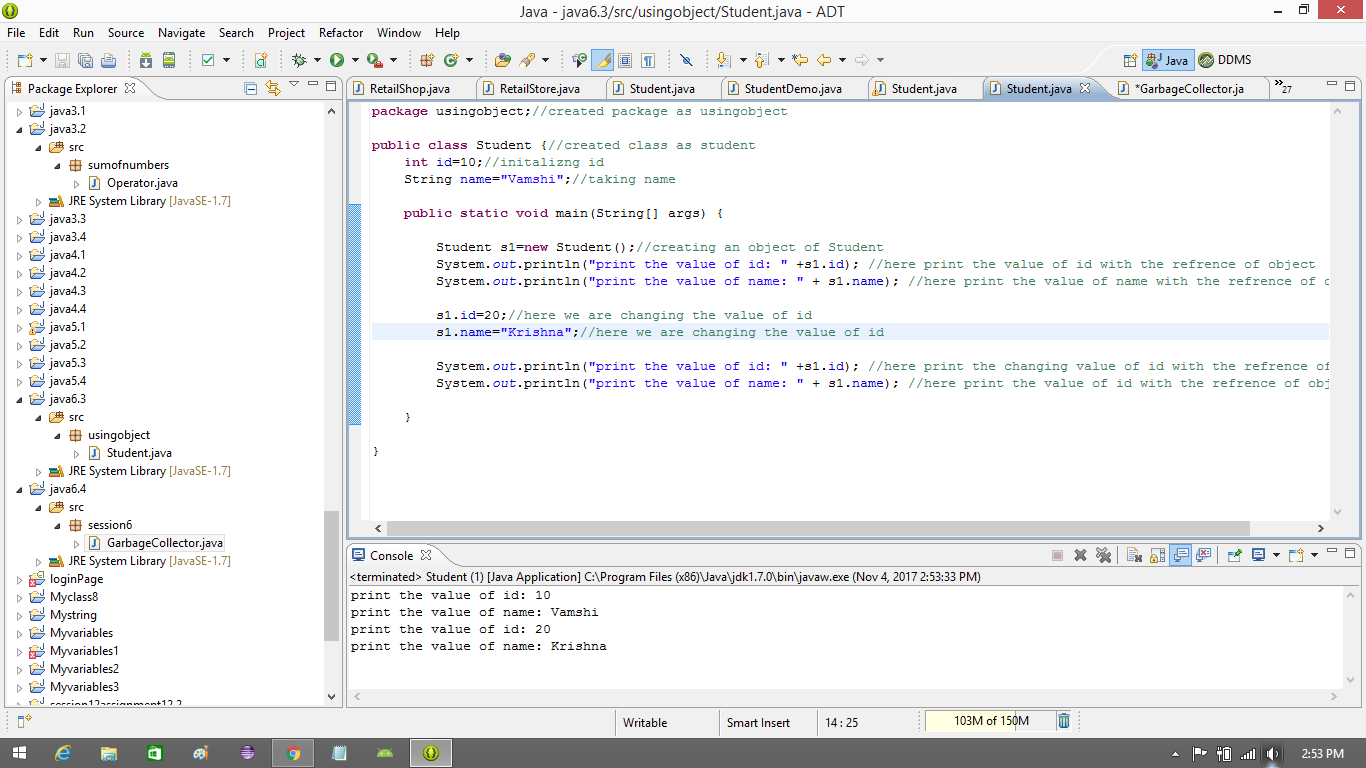 Java - java6.3/src/usingobject/Student.java - ADT
File Edit Run Source Navigate Search Project Refactor Window Help
Java DDMS
Package Explorer
java3.1
java3.2
src
sumofnumbers
Operator.java
JRE System Library [JavaSE-1.7]
java3.3
java3.4
java4.1
java4.2
java4.3
java4.4
java5.1
java5.2
java5.3
java5.4
java6.3
src
usingobject
Student.java
JRE System Library [JavaSE-1.7]
java6.4
src
session6
GarbageCollector.java
JRE System Library [JavaSE-1.7]
loginPage
Myclass8
Mystring
Myvariables
Myvariables1
Myvariables2
Myvariables3
session12assignment12.2
RetailShop.java RetailStore.java Student.java StudentDemo.java Student.java Student.java *GarbageCollector.ja 27
package usingobject;//created package as usingobject
public class Student {//created class as student
int id=10;//initalizng id
String name="Vamshi";//taking name
public static void main(String[] args) {
Student s1=new Student();//creating an object of Student
System.out.println("print the value of id: " +s1.id); //here print the value of id with the refrence of object
System.out.println("print the value of name: " + s1.name); //here print the value of name with the refrence of
s1.id=20;//here we are changing the value of id
s1.name="Krishna";//here we are changing the value of id
System.out.println("print the value of id: " +s1.id); //here print the changing value of id with the refrence of
System.out.println("print the value of name: " + s1.name); //here print the value of id with the refrence of
}
}
Console
<terminated> Student (1) [Java Application] C:\Program Files (x86)\Java\jdk1.7.0\bin\javaw.exe (Nov 4, 2017 2:53:33 PM)
print the value of id: 10
print the value of name: Vamshi
print the value of id: 20
print the value of name: Krishna
Writable Smart Insert 14 : 25 103M of 150M
2:53 PM